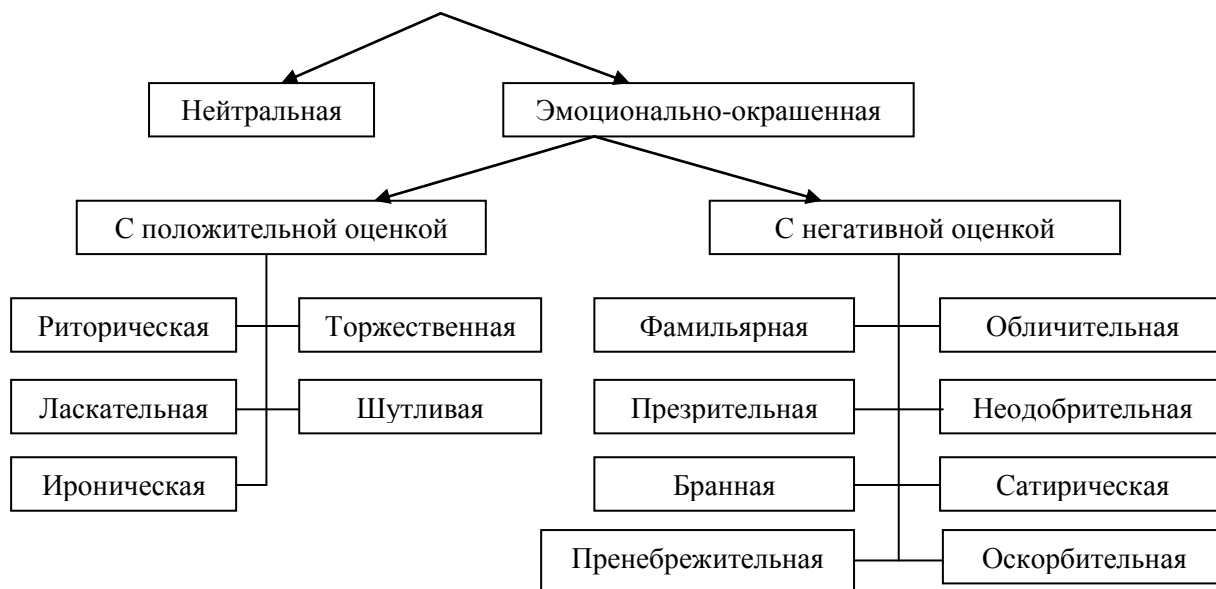 Нейтральная
Эмоционально-окрашенная
С положительной оценкой
С негативной оценкой
Риторическая
Торжественная
Фамильярная
Обличительная
Ласкательная
Шутливая
Презрительная
Неодобрительная
Ироническая
Бранная
Сатирическая
Пренебрежительная
Оскорбительная